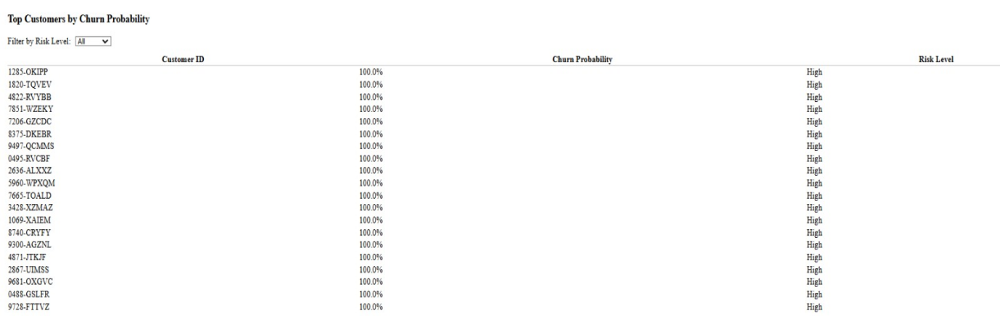 Top Customers by Churn Probability
Filter by Risk Level: All
Customer ID Churn Probability Risk Level
1285-OKIPP 100.0% High
1820-TQVEV 100.0% High
4822-RVYBB 100.0% High
7851-WZEKY 100.0% High
7206-GZCDC 100.0% High
8375-DKEBR 100.0% High
9497-QCMMS 100.0% High
0495-RVCBF 100.0% High
2636-ALXXZ 100.0% High
5960-WPXQM 100.0% High
7665-TOALD 100.0% High
3428-XZMAZ 100.0% High
1069-XAIEM 100.0% High
8740-CRYFY 100.0% High
9300-AGZNL 100.0% High
4871-JTKJF 100.0% High
2867-UIMSS 100.0% High
9681-OXGVC 100.0% High
0488-GSLFR 100.0% High
9728-FTTVZ 100.0% High